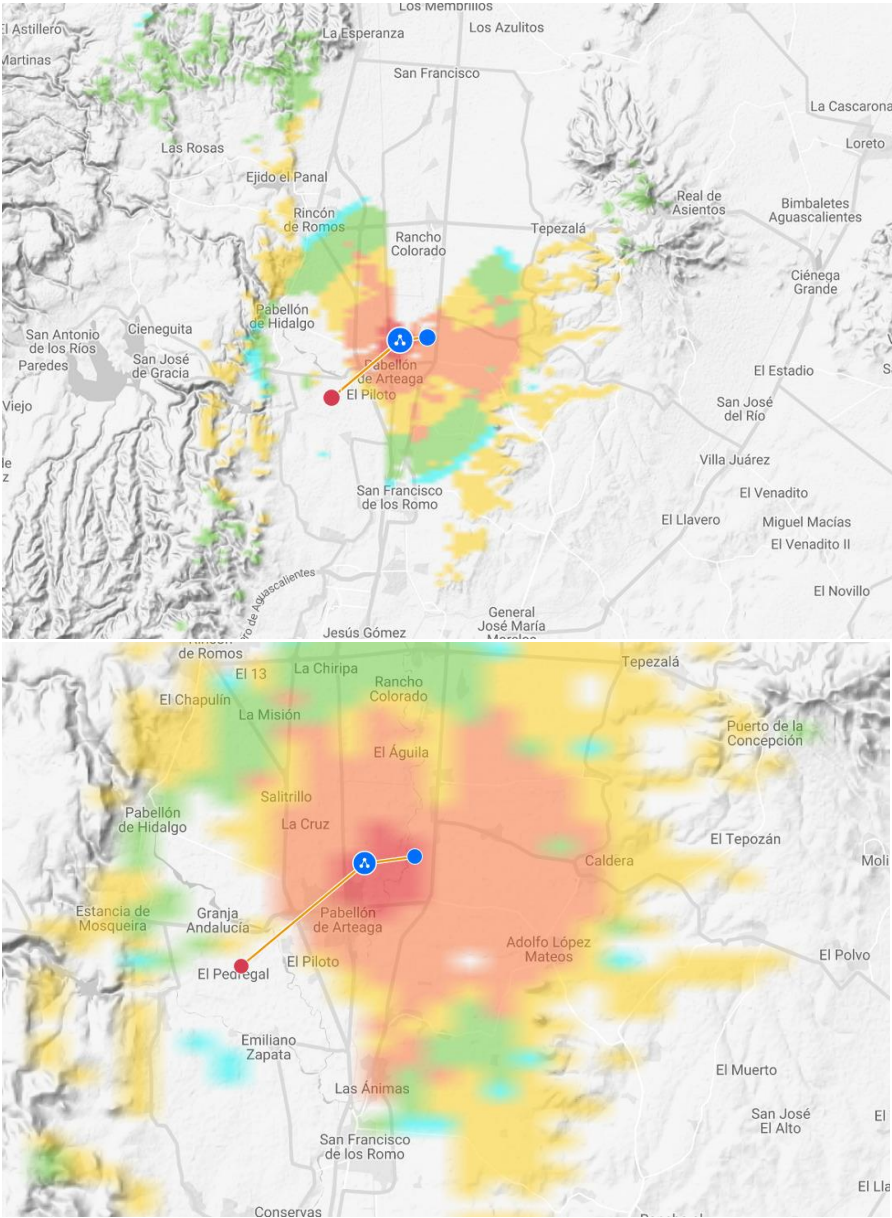 Los Membrillos
El Astillero
La Esperanza
Los Azulitos
Martinas
San Francisco
La Cascarona
Loreto
Las Rosas
Ejido el Panal
Real de
Asientos
Bimbaletes
Aguascalientes
Rincón
de Romos
Rancho
Colorado
Tepezalá
Ciénega
Grande
Pabellón
de Hidalgo
Cieneguita
San Antonio
de los Ríos
San José
de Gracia
Paredes
Pabellón
de Arteaga
El Estadio
El Piloto
Viejo
San José
del Río
Villa Juárez
San Francisco
de los Romo
El Venadito
El Llavero
Miguel Macías
El Venadito II
ro de Aguascalientes
El Novillo
General
José María
Jesús Gómez
de Romos
El 13
La Chiripa
Tepezalá
Rancho
Colorado
El Chapulín
La Misión
Puerto de la
Concepción
El Águila
Salitrillo
Pabellón
de Hidalgo
La Cruz
El Tepozán
Caldera
Moli
Estancia de
Mosqueira
Granja
Andalucía
Pabellón
de Arteaga
Adolfo López
Mateos
El Polvo
El Piloto
El Pedregal
Emiliano
Zapata
El Muerto
Las Ánimas
San José
El Alto
El
San Francisco
de los Romo
El Lla
Conservas